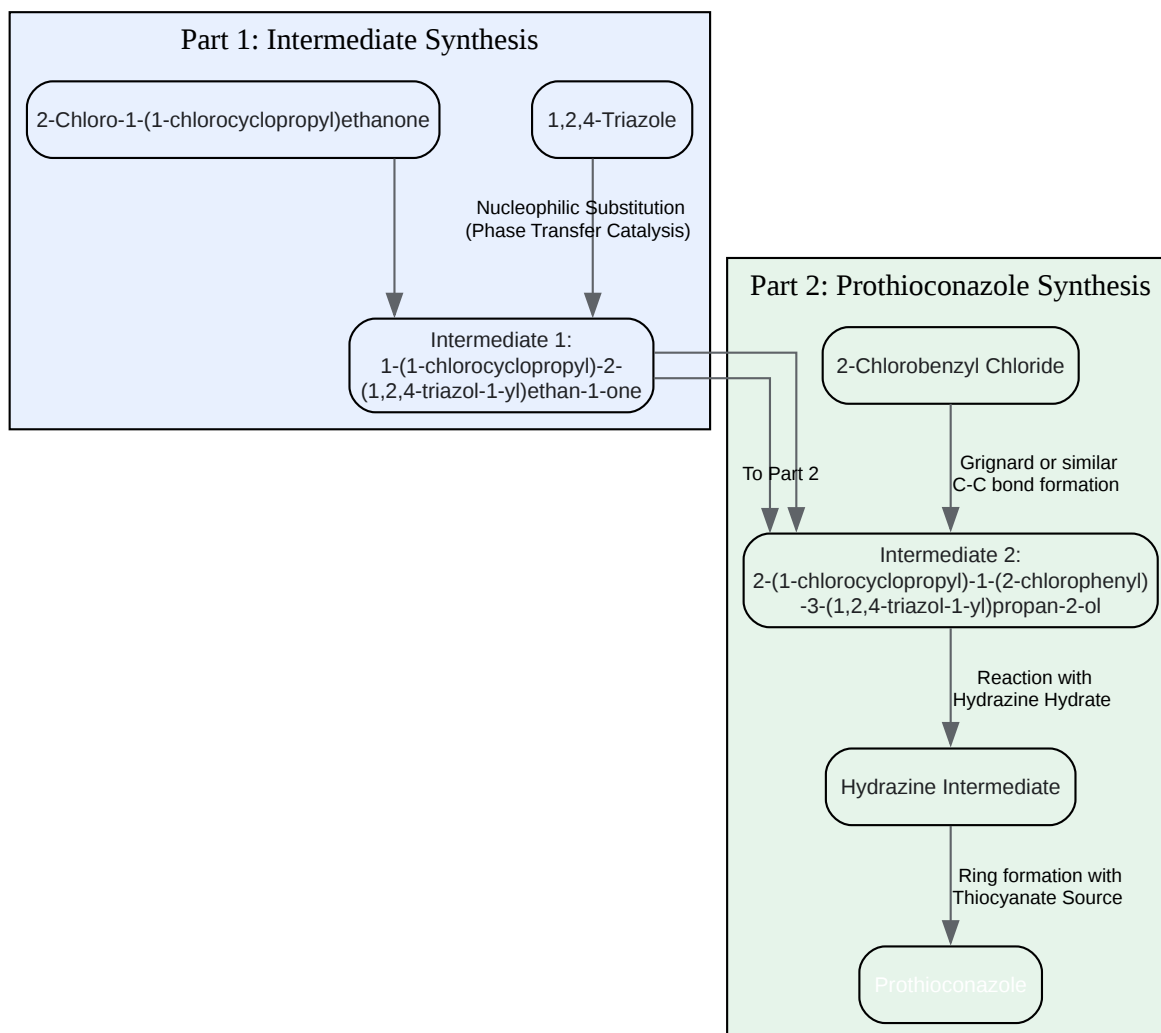 Part 1: Intermediate Synthesis
2-Chloro-1-(1-chlorocyclopropyl)ethanone
1,2,4-Triazole
Nucleophilic Substitution
(Phase Transfer Catalysis)
Intermediate 1:
1-(1-chlorocyclopropyl)-2-
(1,2,4-triazol-1-yl)ethan-1-one
To Part 2
Part 2: Prothioconazole Synthesis
2-Chlorobenzyl Chloride
Grignard or similar
C-C bond formation
Intermediate 2:
2-(1-chlorocyclopropyl)-1-(2-chlorophenyl)
-3-(1,2,4-triazol-1-yl)propan-2-ol
Reaction with
Hydrazine Hydrate
Hydrazine Intermediate
Ring formation with
Thiocyanate Source
Prothioconazole